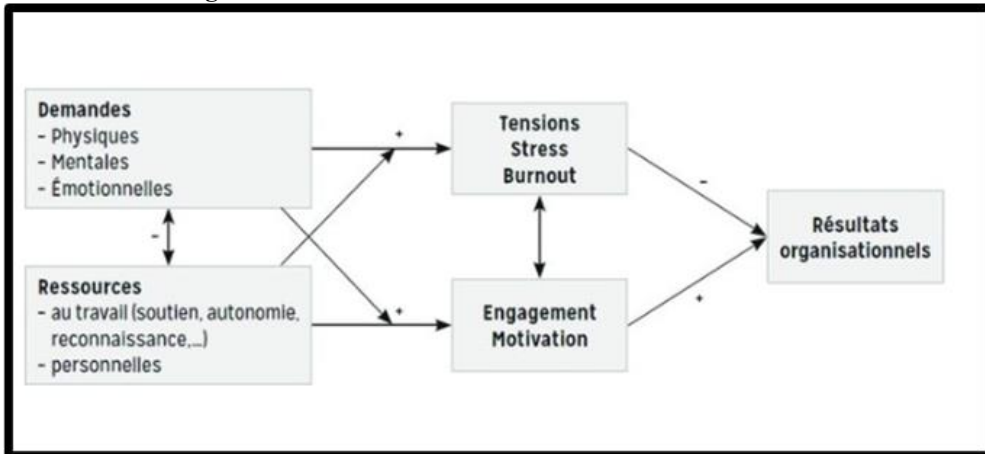 Demandes
- Physiques
- Mentales
- Émotionnelles
+
Tensions
Stress
Burnout
-
-
Résultats
organisationnels
Ressources
- au travail (soutien, autonomie,
reconnaissance,...)
- personnelles
+
Engagement
Motivation
+